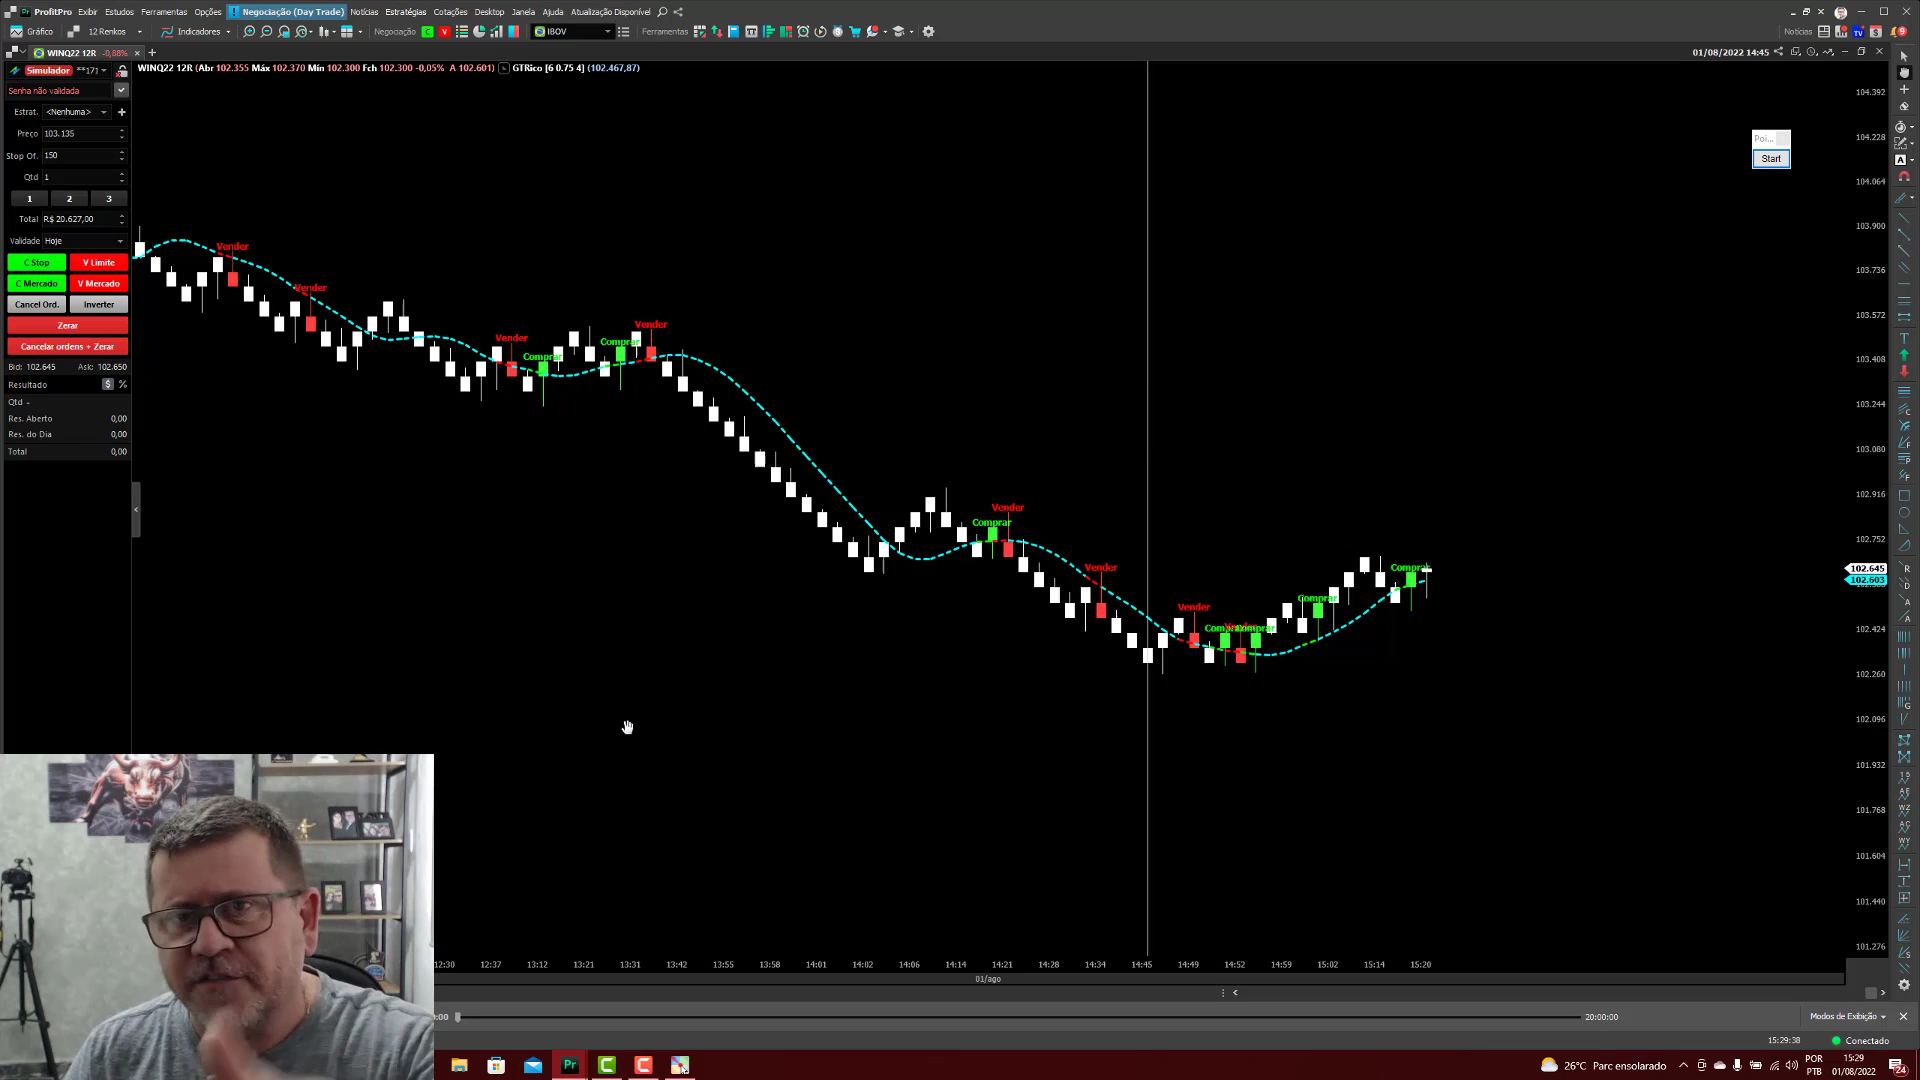 ProfitPro Exibir Estudos Ferramentas Opções ! Negociação (Day Trade) Notícias Estratégias Cotações Desktop Janela Ajuda Atualização Disponível
Gráfico 12 Renkos Indicadores Negociação C V IBOV Ferramentas Notícias 9
WINQ22 12R -0,88% 01/08/2022 14:45
Simulador **171
WINQ22 12R (Abr 102.355 Máx 102.370 Mín 102.300 Fch 102.300 -0,05% A 102.601) GTRico [6 0.75 4] (102.467,87)
Senha não validada
Estrat. <Nenhuma>
Preço 103.135
Stop Of. 150
Qtd 1
1 2 3
Total R$ 20.627,00
Validade Hoje
C Stop V Limite
C Mercado V Mercado
Cancel Ord. Inverter
Zerar
Cancelar ordens + Zerar
Bid: 102.645 Ask: 102.650
Resultado $ %
Qtd -
Res. Aberto 0,00
Res. do Dia 0,00
Total 0,00
Poi...
Start
Vender
Vender
Vender
Comprar
Comprar
Vender
Comprar
Vender
Vender
Vender
Comprar
Comprar
Comprar
104.392
104.228
104.064
103.900
103.736
103.572
103.408
103.244
103.080
102.916
102.752
102.645
102.603
102.424
102.260
102.096
101.932
101.768
101.604
101.440
101.276
12:30 12:37 13:12 13:21 13:31 13:42 13:55 13:58 14:01 14:02 14:06 14:14 14:21 14:28 14:34 14:45 14:49 14:52 14:59 15:02 15:14 15:20
01/ago
20:00:00 Modos de Exibição
15:29:38 Conectado
26°C Parc ensolarado POR
PTB
15:29
01/08/2022
24